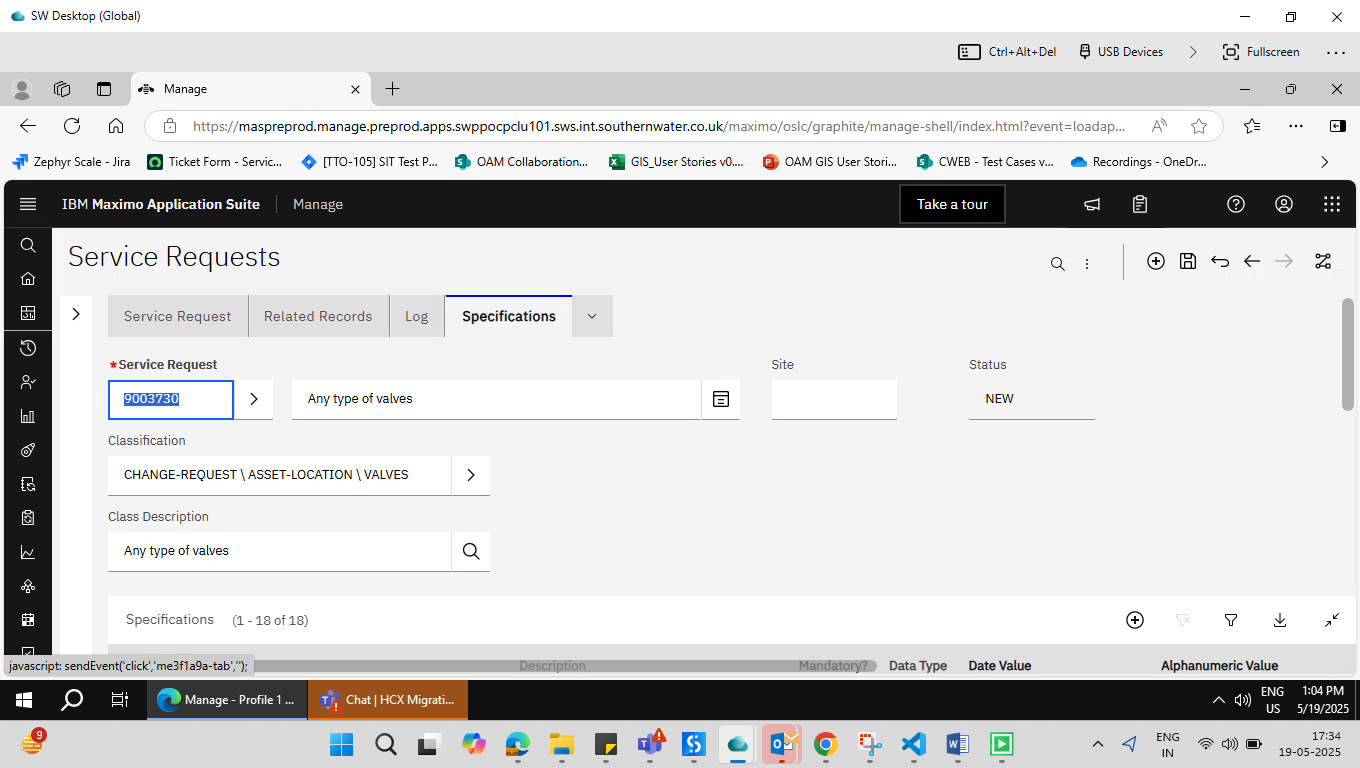 SW Desktop (Global)
Ctrl+Alt+Del USB Devices Fullscreen
Manage
https://maspreprod.manage.preprod.apps.swppocpclu101.sws.int.southernwater.co.uk/maximo/oslc/graphite/manage-shell/index.html?event=loadap...
Zephyr Scale - Jira Ticket Form - Servic... [TTO-105] SIT Test P... OAM Collaboration... GIS_User Stories v0.... OAM GIS User Stori... CWEB - Test Cases v... Recordings - OneDr...
IBM Maximo Application Suite Manage Take a tour
Service Requests
Service Request Related Records Log Specifications
*Service Request Site Status
9003730 Any type of valves NEW
Classification
CHANGE-REQUEST \ ASSET-LOCATION \ VALVES
Class Description
Any type of valves
Specifications (1 - 18 of 18)
javascript: sendEvent('click','me3f1a9a-tab',''); Description Mandatory? Data Type Date Value Alphanumeric Value
Manage - Profile 1 ... Chat | HCX Migrati... ENG US 1:04 PM 5/19/2025
9 ENG IN 17:34 19-05-2025